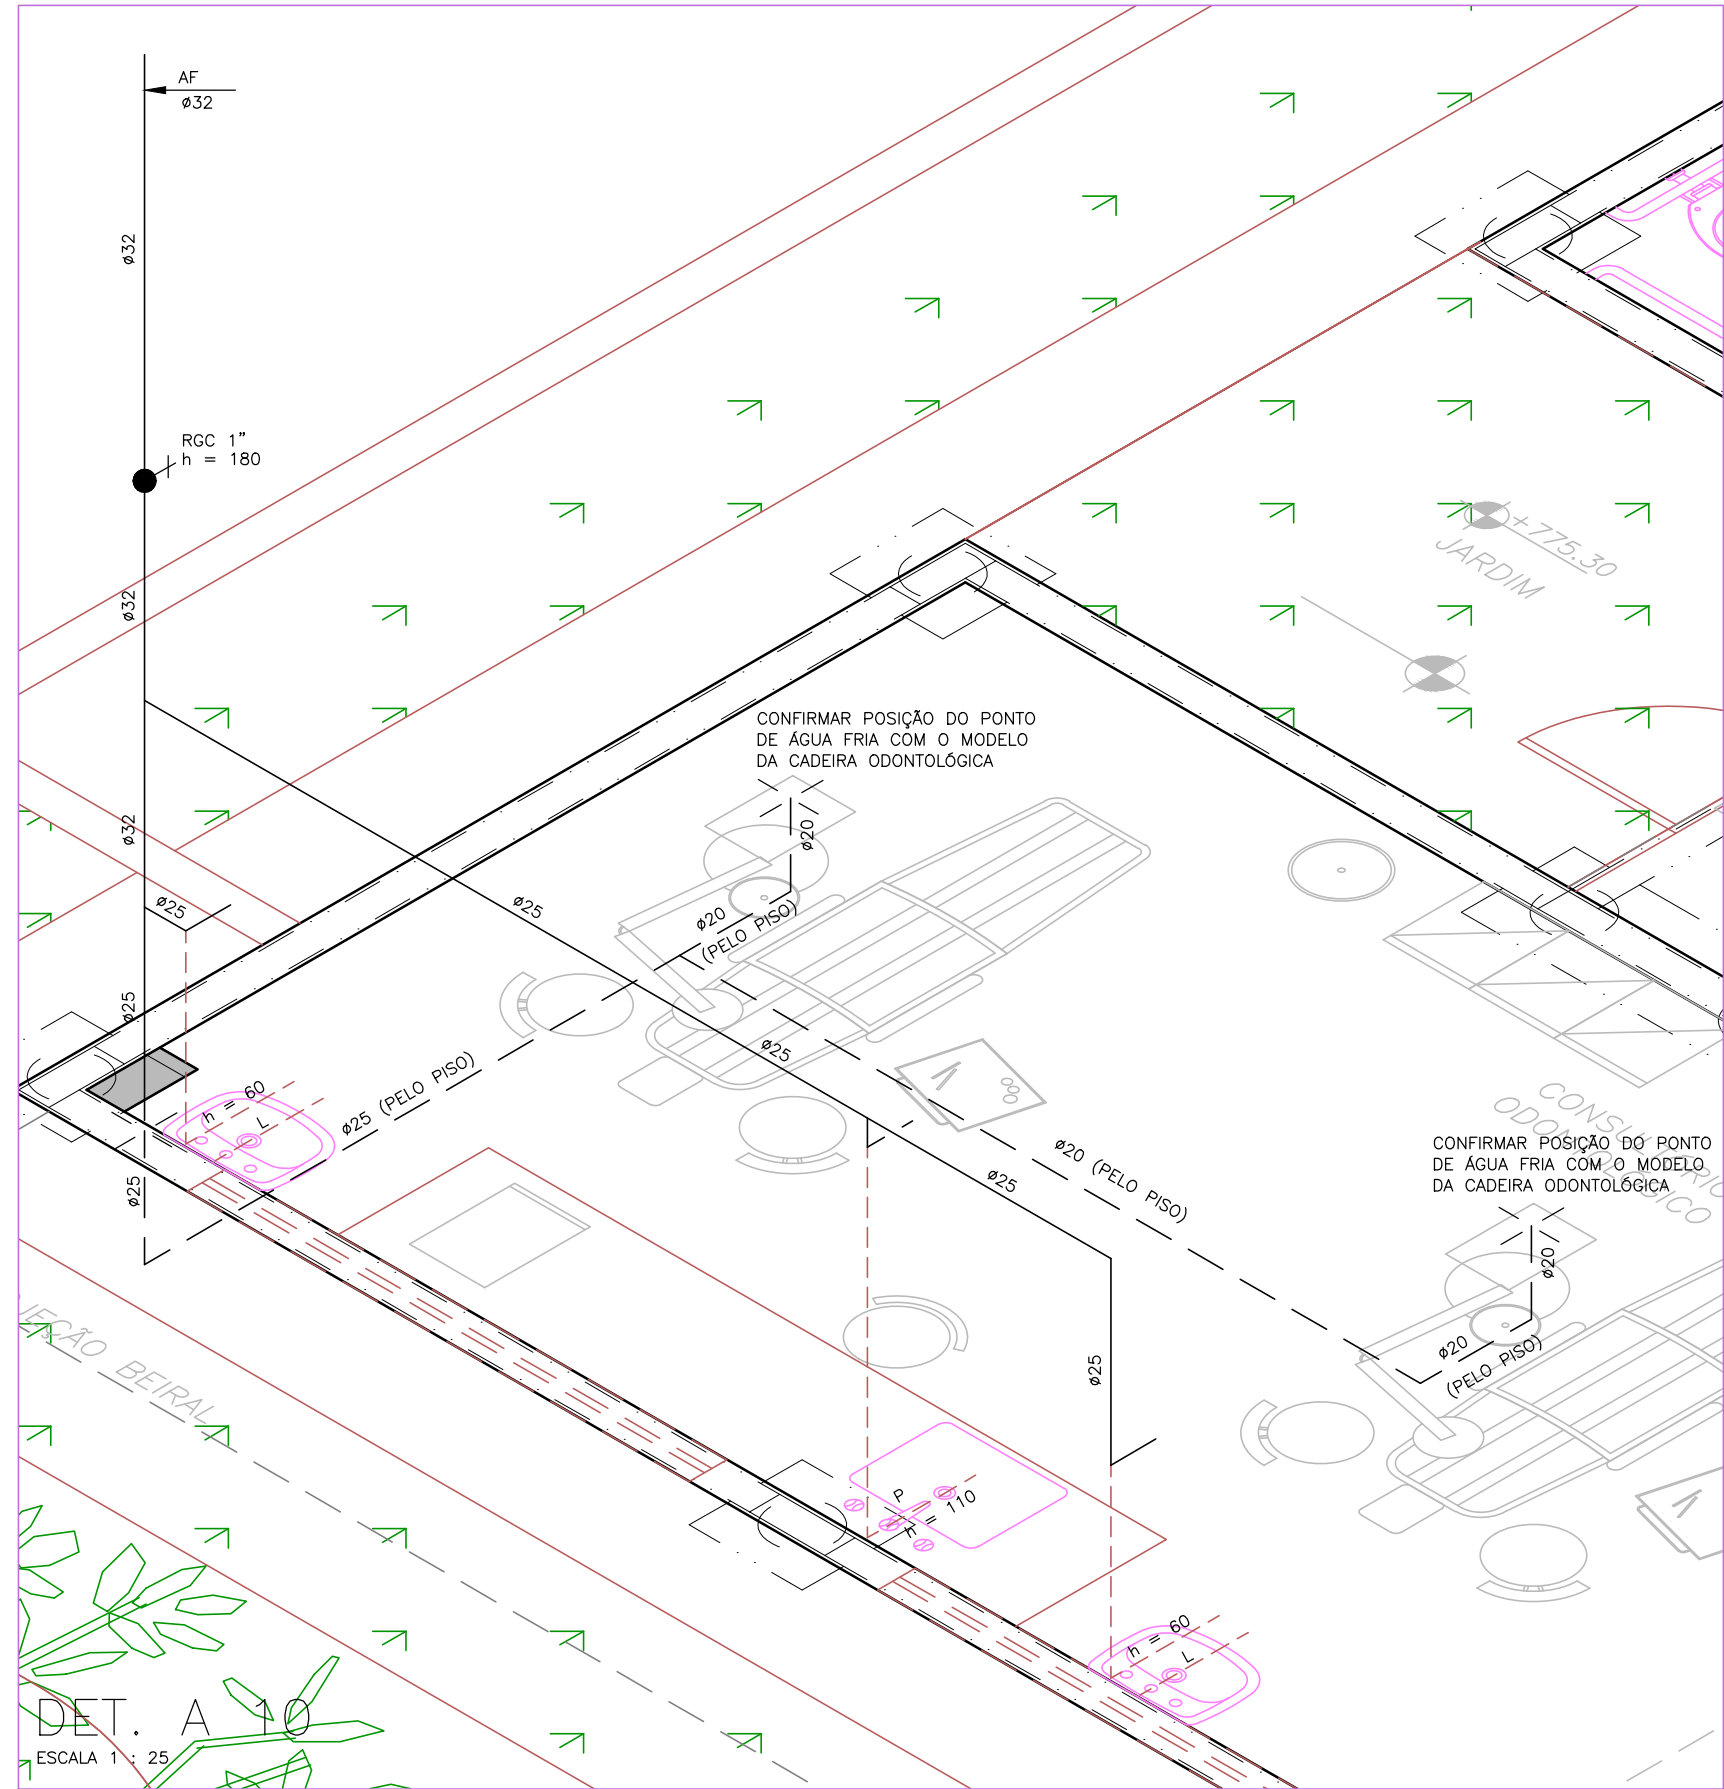 AF
ø32
ø32
RGC 1”
h = 180
+775.30
JARDIM
ø32
CONFIRMAR POSIÇÃO DO PONTO
DE ÁGUA FRIA COM O MODELO
DA CADEIRA ODONTOLÓGICA
ø20
ø32
ø25
ø25
ø20
(PELO PISO)
ø25
ø25
ø25 (PELO PISO)
h = 60
L
ø25
ø20 (PELO PISO)
ø25
CONSULTÓRIO
ODONTOLÓGICO
CONFIRMAR POSIÇÃO DO PONTO
DE ÁGUA FRIA COM O MODELO
DA CADEIRA ODONTOLÓGICA
ø20
ø20
(PELO PISO)
ø25
JEÇÃO BEIRAL
P
h = 110
h = 60
L
DET. A 10
ESCALA 1 : 25